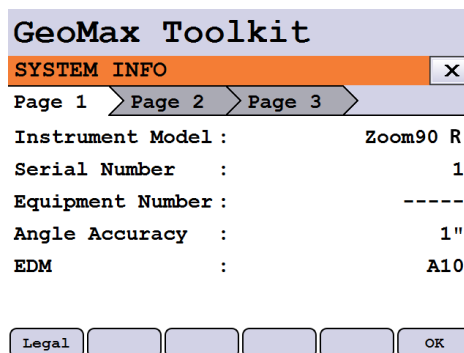 GeoMax Toolkit
SYSTEM INFO X
Page 1 Page 2 Page 3
Instrument Model : Zoom90 R
Serial Number : 1
Equipment Number : -----
Angle Accuracy : 1"
EDM : A10
Legal OK